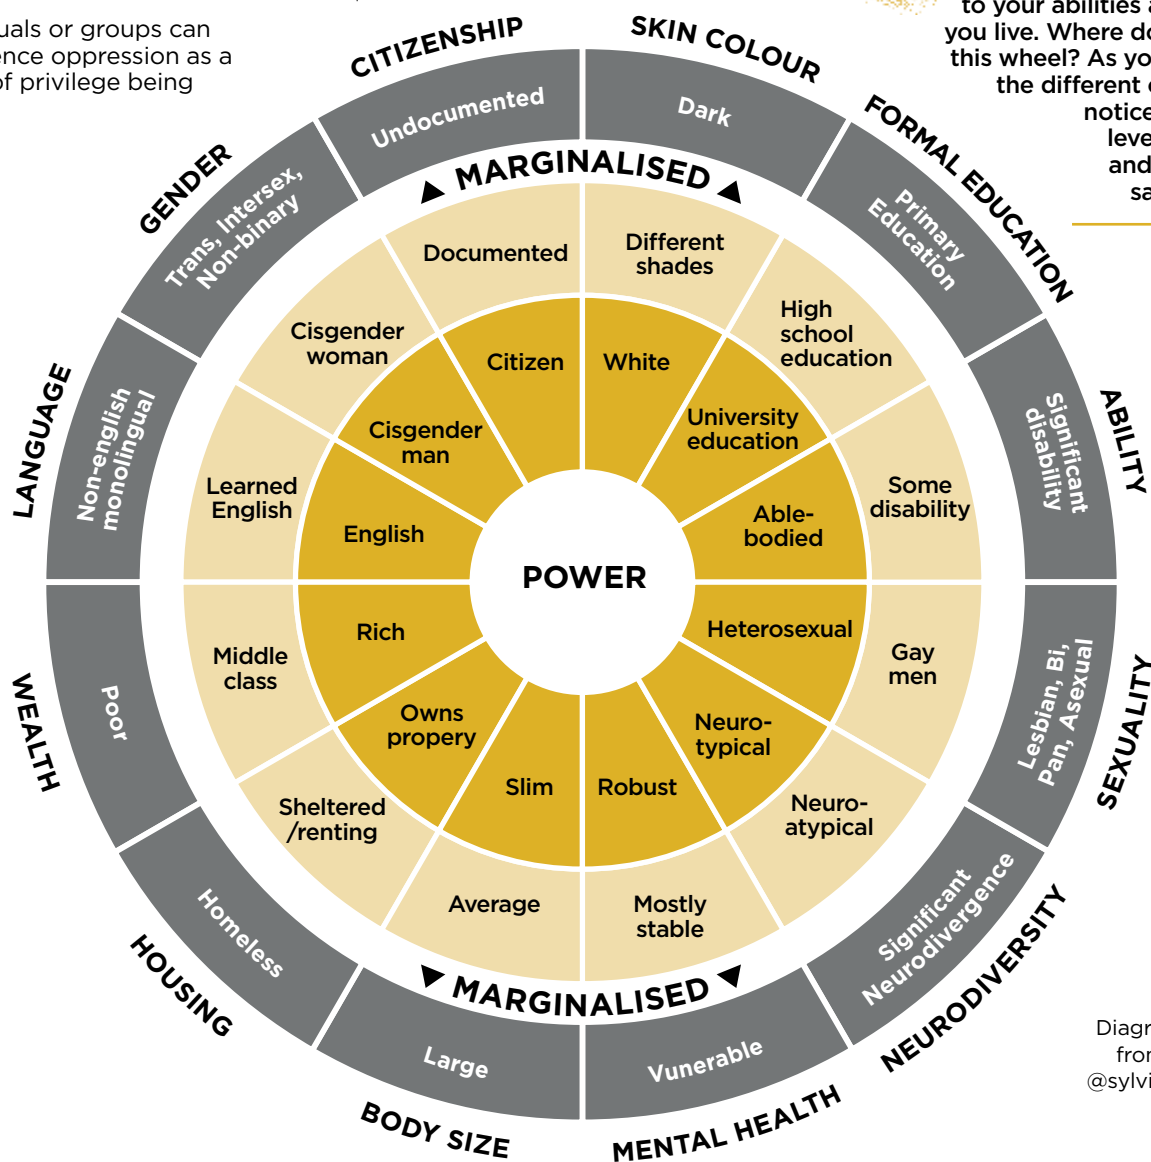 uals or groups can
ence oppression as a
of privilege being
to your abilities a
you live. Where do
this wheel? As yo
the different
notice
leve
and
sa
CITIZENSHIP
SKIN COLOUR
FORMAL EDUCATION
ABILITY
SEXUALITY
NEURODIVERSITY
MENTAL HEALTH
BODY SIZE
HOUSING
WEALTH
LANGUAGE
GENDER
Undocumented
Dark
Primary
Education
Significant
disability
Lesbian, Bi,
Pan, Asexual
Significant
Neurodivergence
Vunerable
Large
Homeless
Poor
Non-english
monolingual
Trans, Intersex,
Non-binary
▲ MARGINALISED ▲
Documented
Different
shades
High
school
education
Some
disability
Gay
men
Neuro-
atypical
Mostly
stable
Average
Sheltered
/renting
Middle
class
Learned
English
Cisgender
woman
Citizen
White
University
education
Able-
bodied
Heterosexual
Neuro-
typical
Robust
Slim
Owns
propery
Rich
English
Cisgender
man
POWER
▼ MARGINALISED ▼
Diagr
from
@sylvi